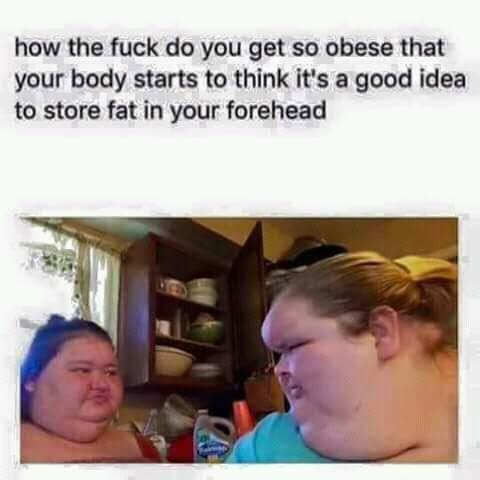 how the fuck do you get so obese that
your body starts to think it's a good idea
to store fat in your forehead